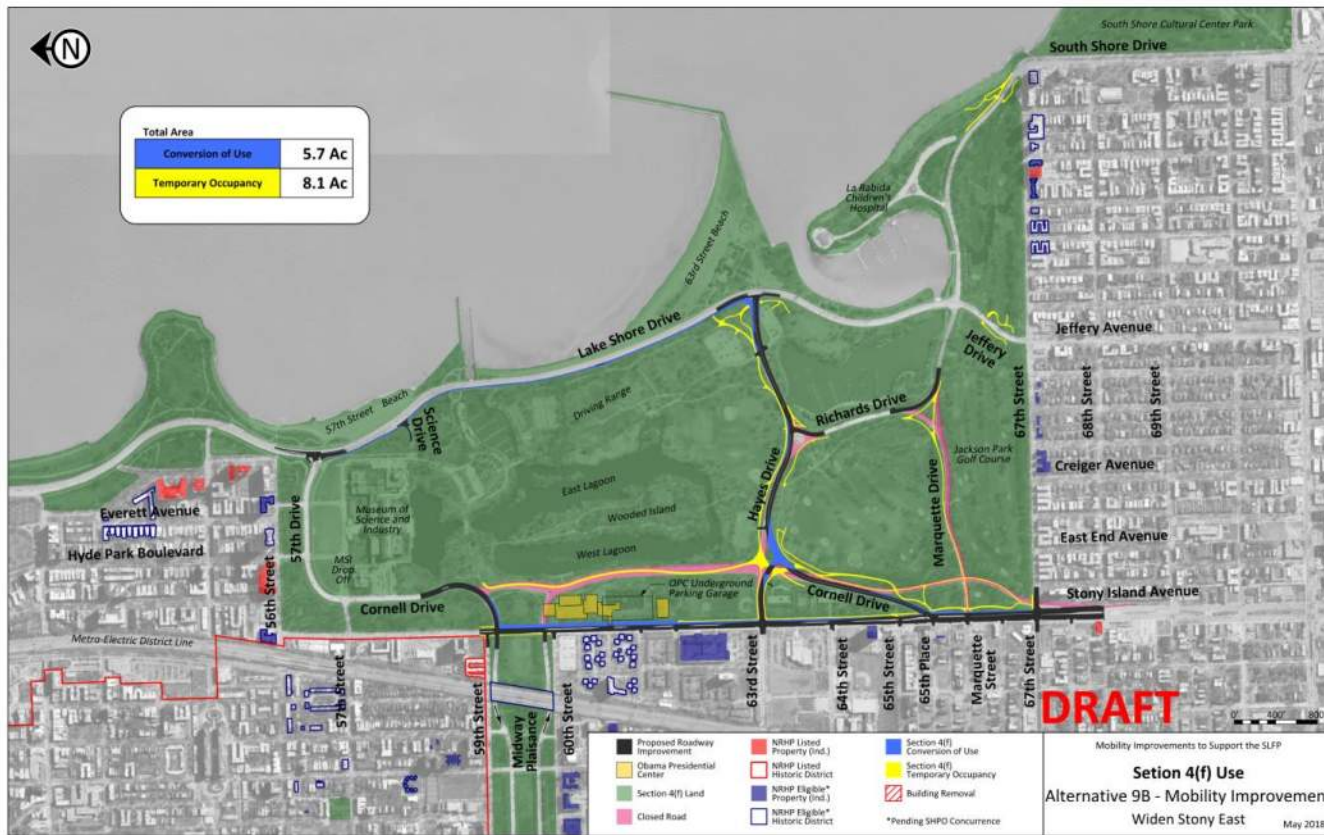 South Shore Cultural Center Park
South Shore Drive
N
Total Area
Conversion of Use 5.7 Ac
Temporary Occupancy 8.1 Ac
La Rabida
Children's
Hospital
63rd Street Beach
Lake Shore Drive
Jeffery Avenue
Jeffery
Drive
57th Street Beach
Science
Drive
Driving Range
Richards Drive
67th Street
68th Street
69th Street
Jackson Park
Golf Course
Creiger Avenue
Everett Avenue
Hyde Park Boulevard
56th Street
57th Drive
Museum of
Science and
Industry
East Lagoon
Wooded Island
West Lagoon
Hayes Drive
Marquette Drive
East End Avenue
MSI
Drop
Off
Cornell Drive
OPC Underground
Parking Garage
Cornell Drive
Stony Island Avenue
Metra-Electric District Line
57th Street
59th Street
Midway
Plaisance
60th Street
63rd Street
64th Street
65th Street
65th Place
Marquette
Street
67th Street
DRAFT
0' 400' 800'
Proposed Roadway
Improvement
Obama Presidential
Center
Section 4(f) Land
Closed Road
NRHP Listed
Property (Ind.)
NRHP Listed
Historic District
NRHP Eligible*
Property (Ind.)
NRHP Eligible*
Historic District
Section 4(f)
Conversion of Use
Section 4(f)
Temporary Occupancy
Building Removal
*Pending SHPO Concurrence
Mobility Improvements to Support the SLFP
Setion 4(f) Use
Alternative 9B - Mobility Improvemen
Widen Stony East
May 2018